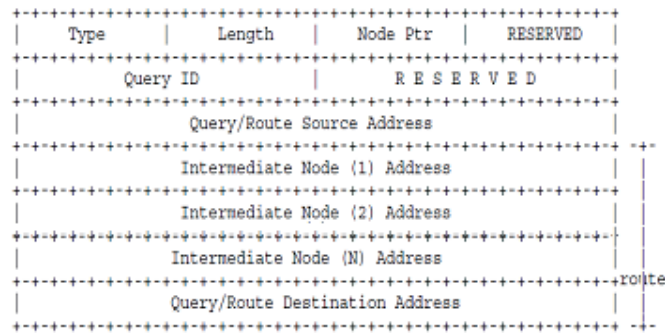 Type | Length | Node Ptr | RESERVED
Query ID | R E S E R V E D
Query/Route Source Address
Intermediate Node (1) Address
Intermediate Node (2) Address
Intermediate Node (N) Address
route
Query/Route Destination Address